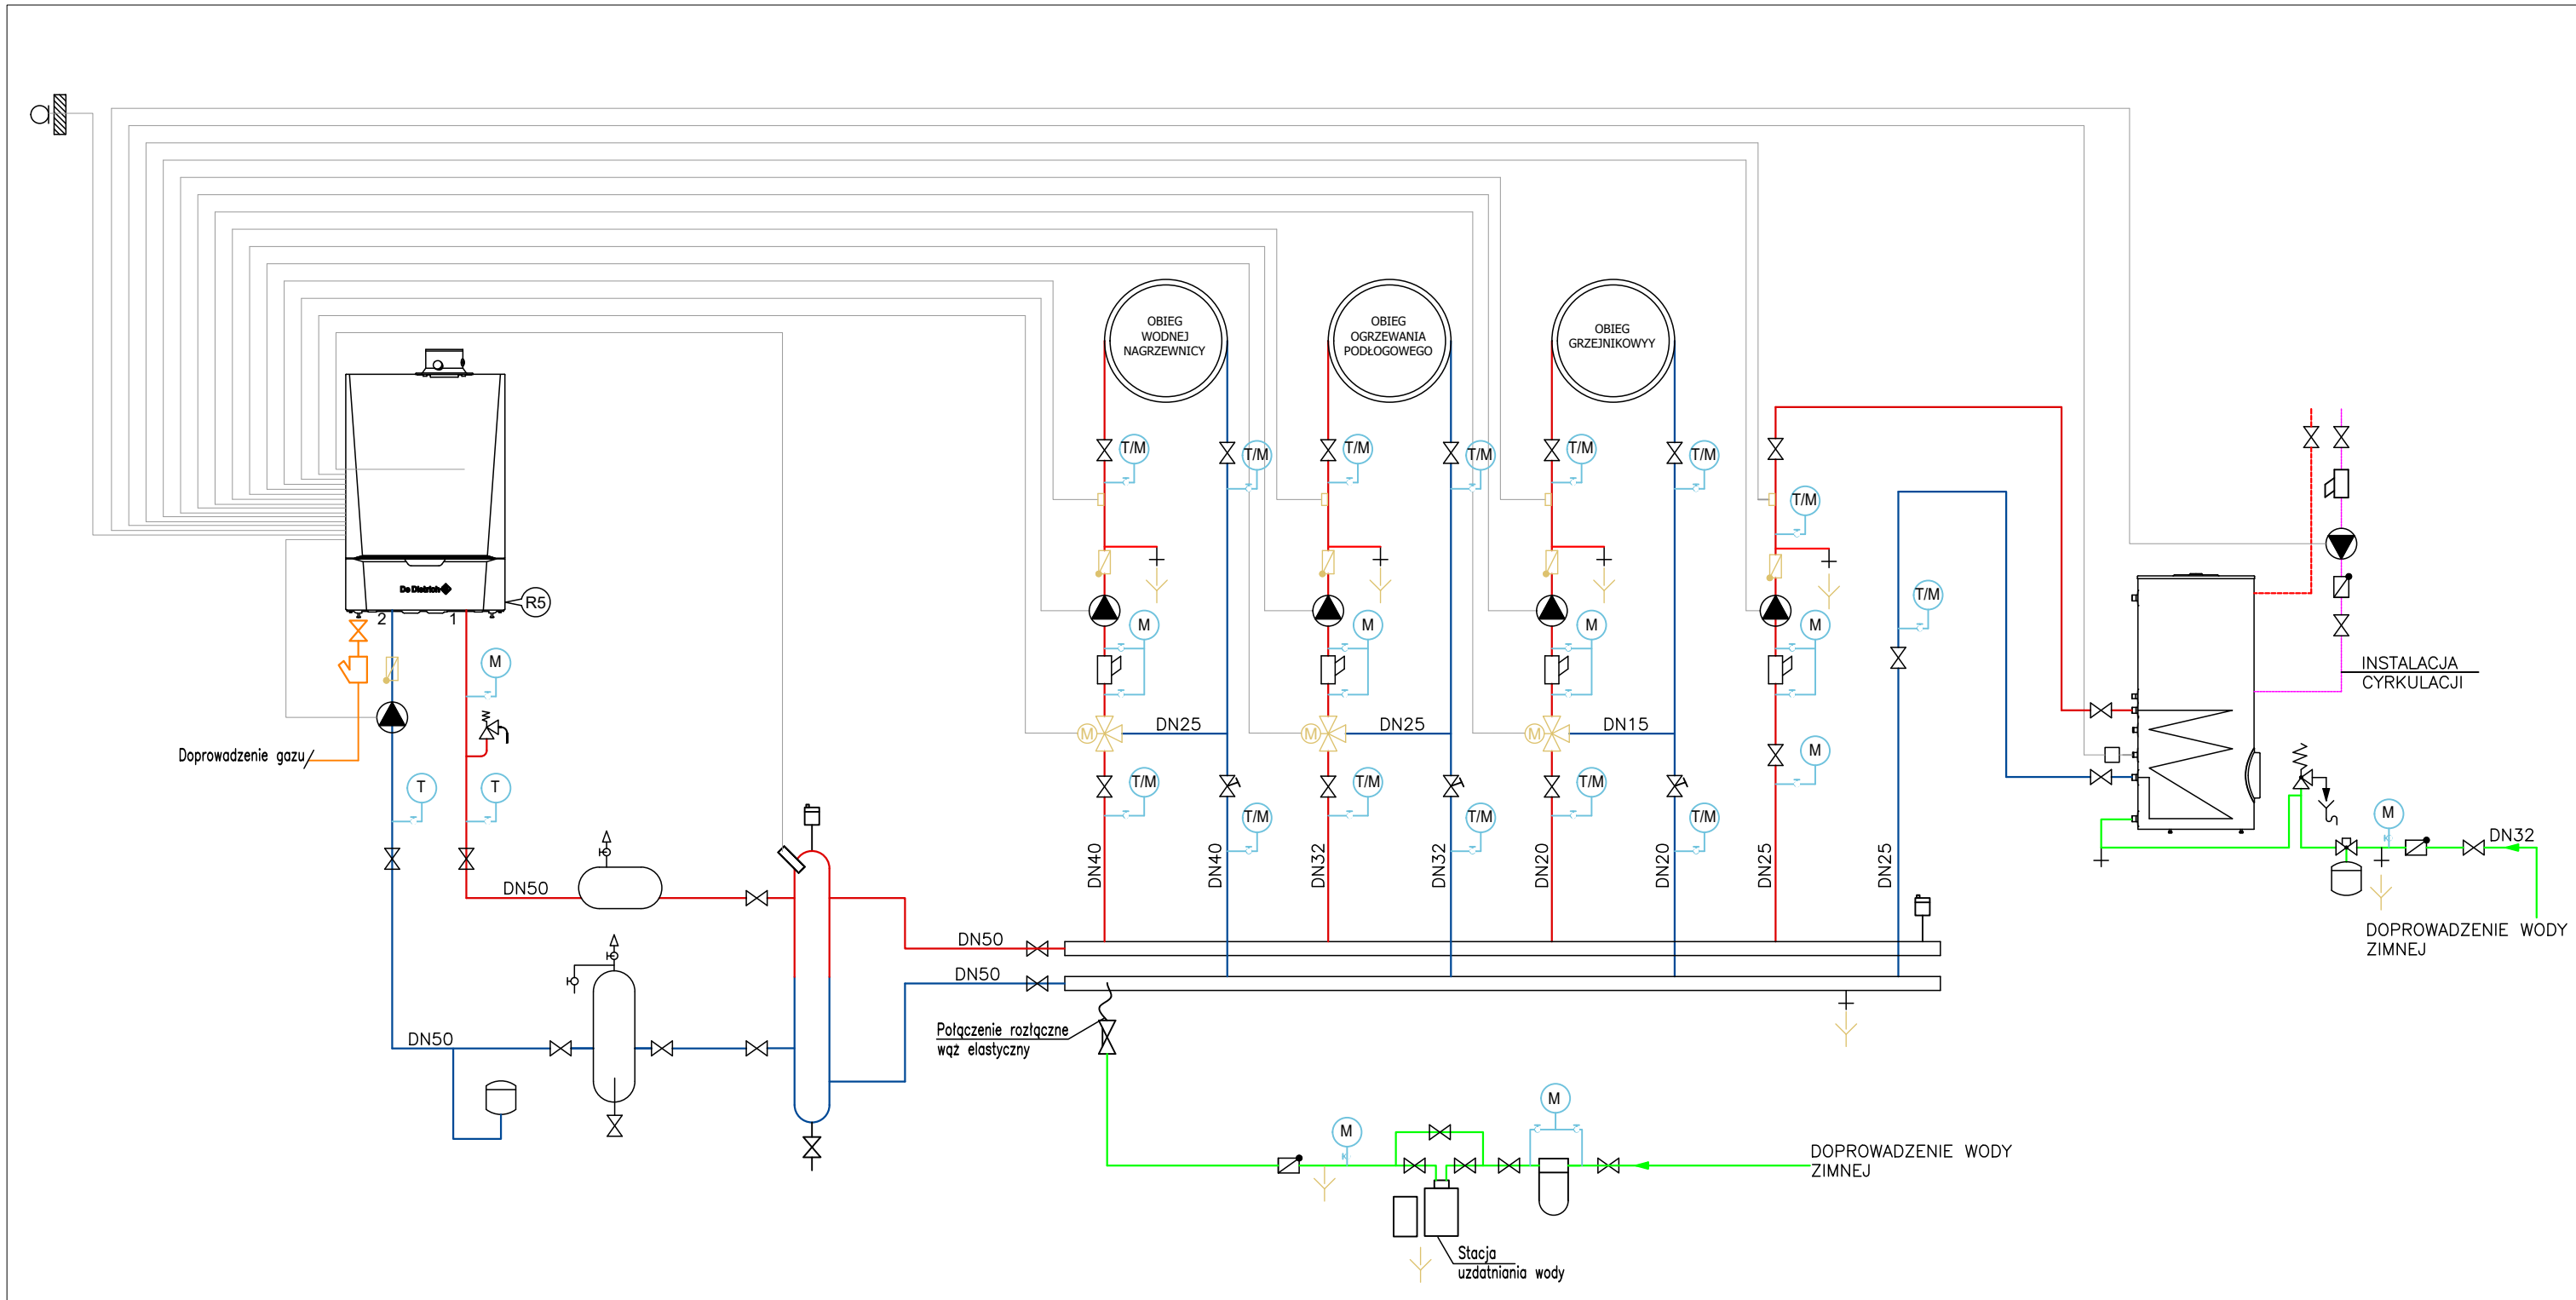 OBIEG
WODNEJ
NAGRZEWNICY
OBIEG
OGRZEWANIA
PODŁOGOWEGO
OBIEG
GRZEJNIKOWYY
T/M
T/M
T/M
T/M
T/M
T/M
T/M
T/M
De Dietrich
R5
2
1
M
M
M
M
M
INSTALACJA
CYRKULACJI
M
DN25
M
DN25
M
DN15
M
Doprowadzenie gazu
T
T
T/M
T/M
T/M
T/M
T/M
T/M
M
DN32
DN40
DN40
DN32
DN32
DN20
DN20
DN25
DN25
DN50
DN50
DN50
DN50
DOPROWADZENIE WODY
ZIMNEJ
Połączenie rozłączne
wąż elastyczny
M
M
DOPROWADZENIE WODY
ZIMNEJ
Stacja
uzdatniania wody